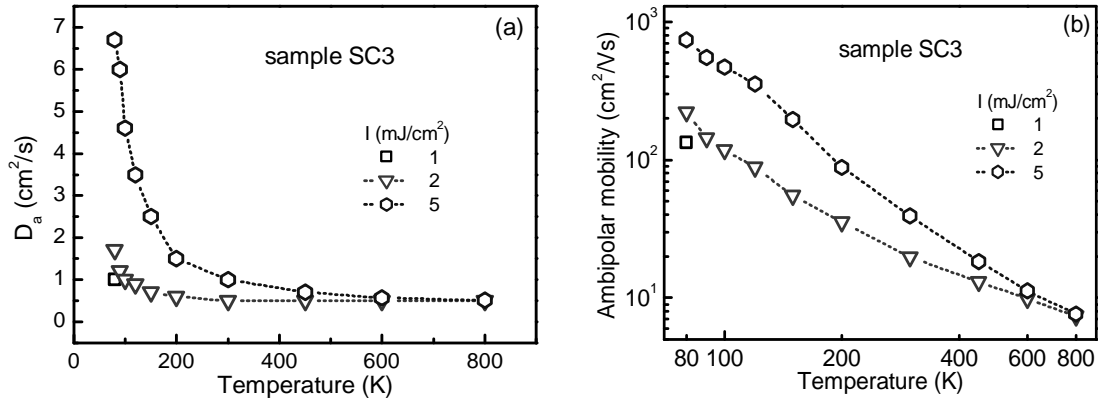 (a)
sample SC3
I (mJ/cm²)
1
2
5
D_a (cm²/s)
7
6
5
4
3
2
1
0
0 200 400 600 800
Temperature (K)
(b)
sample SC3
I (mJ/cm²)
1
2
5
Ambipolar mobility (cm²/Vs)
10³
10²
10¹
80 100 200 400 600 800
Temperature (K)